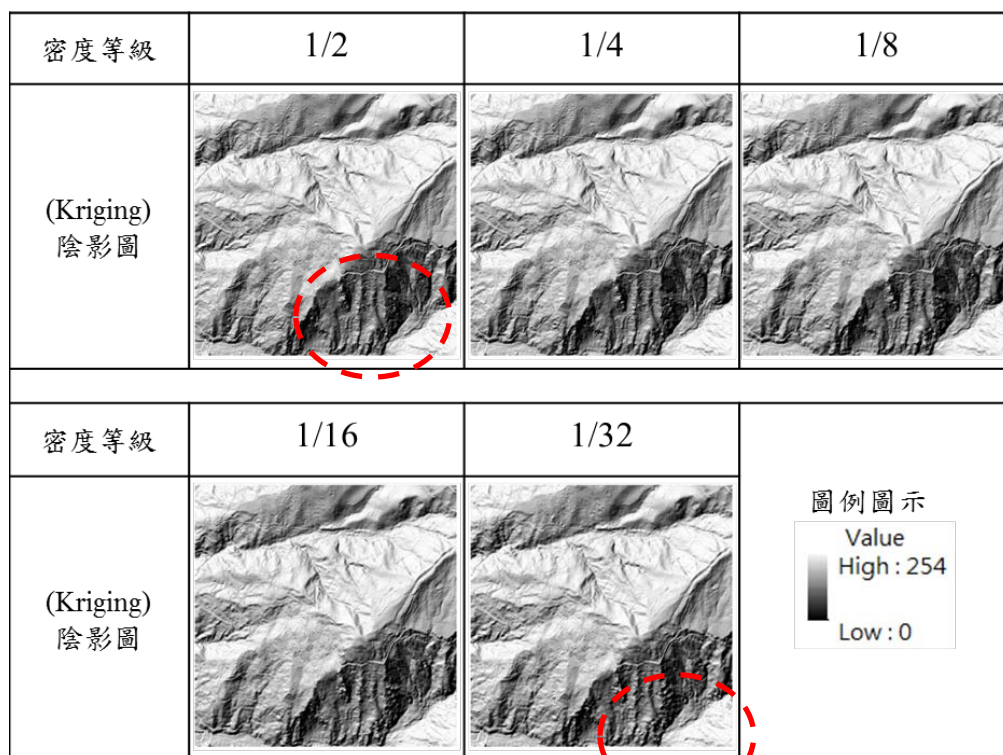 密度等級 1/2 1/4 1/8
(Kriging)
陰影圖
密度等級 1/16 1/32
圖例圖示
Value
High : 254
Low : 0
(Kriging)
陰影圖